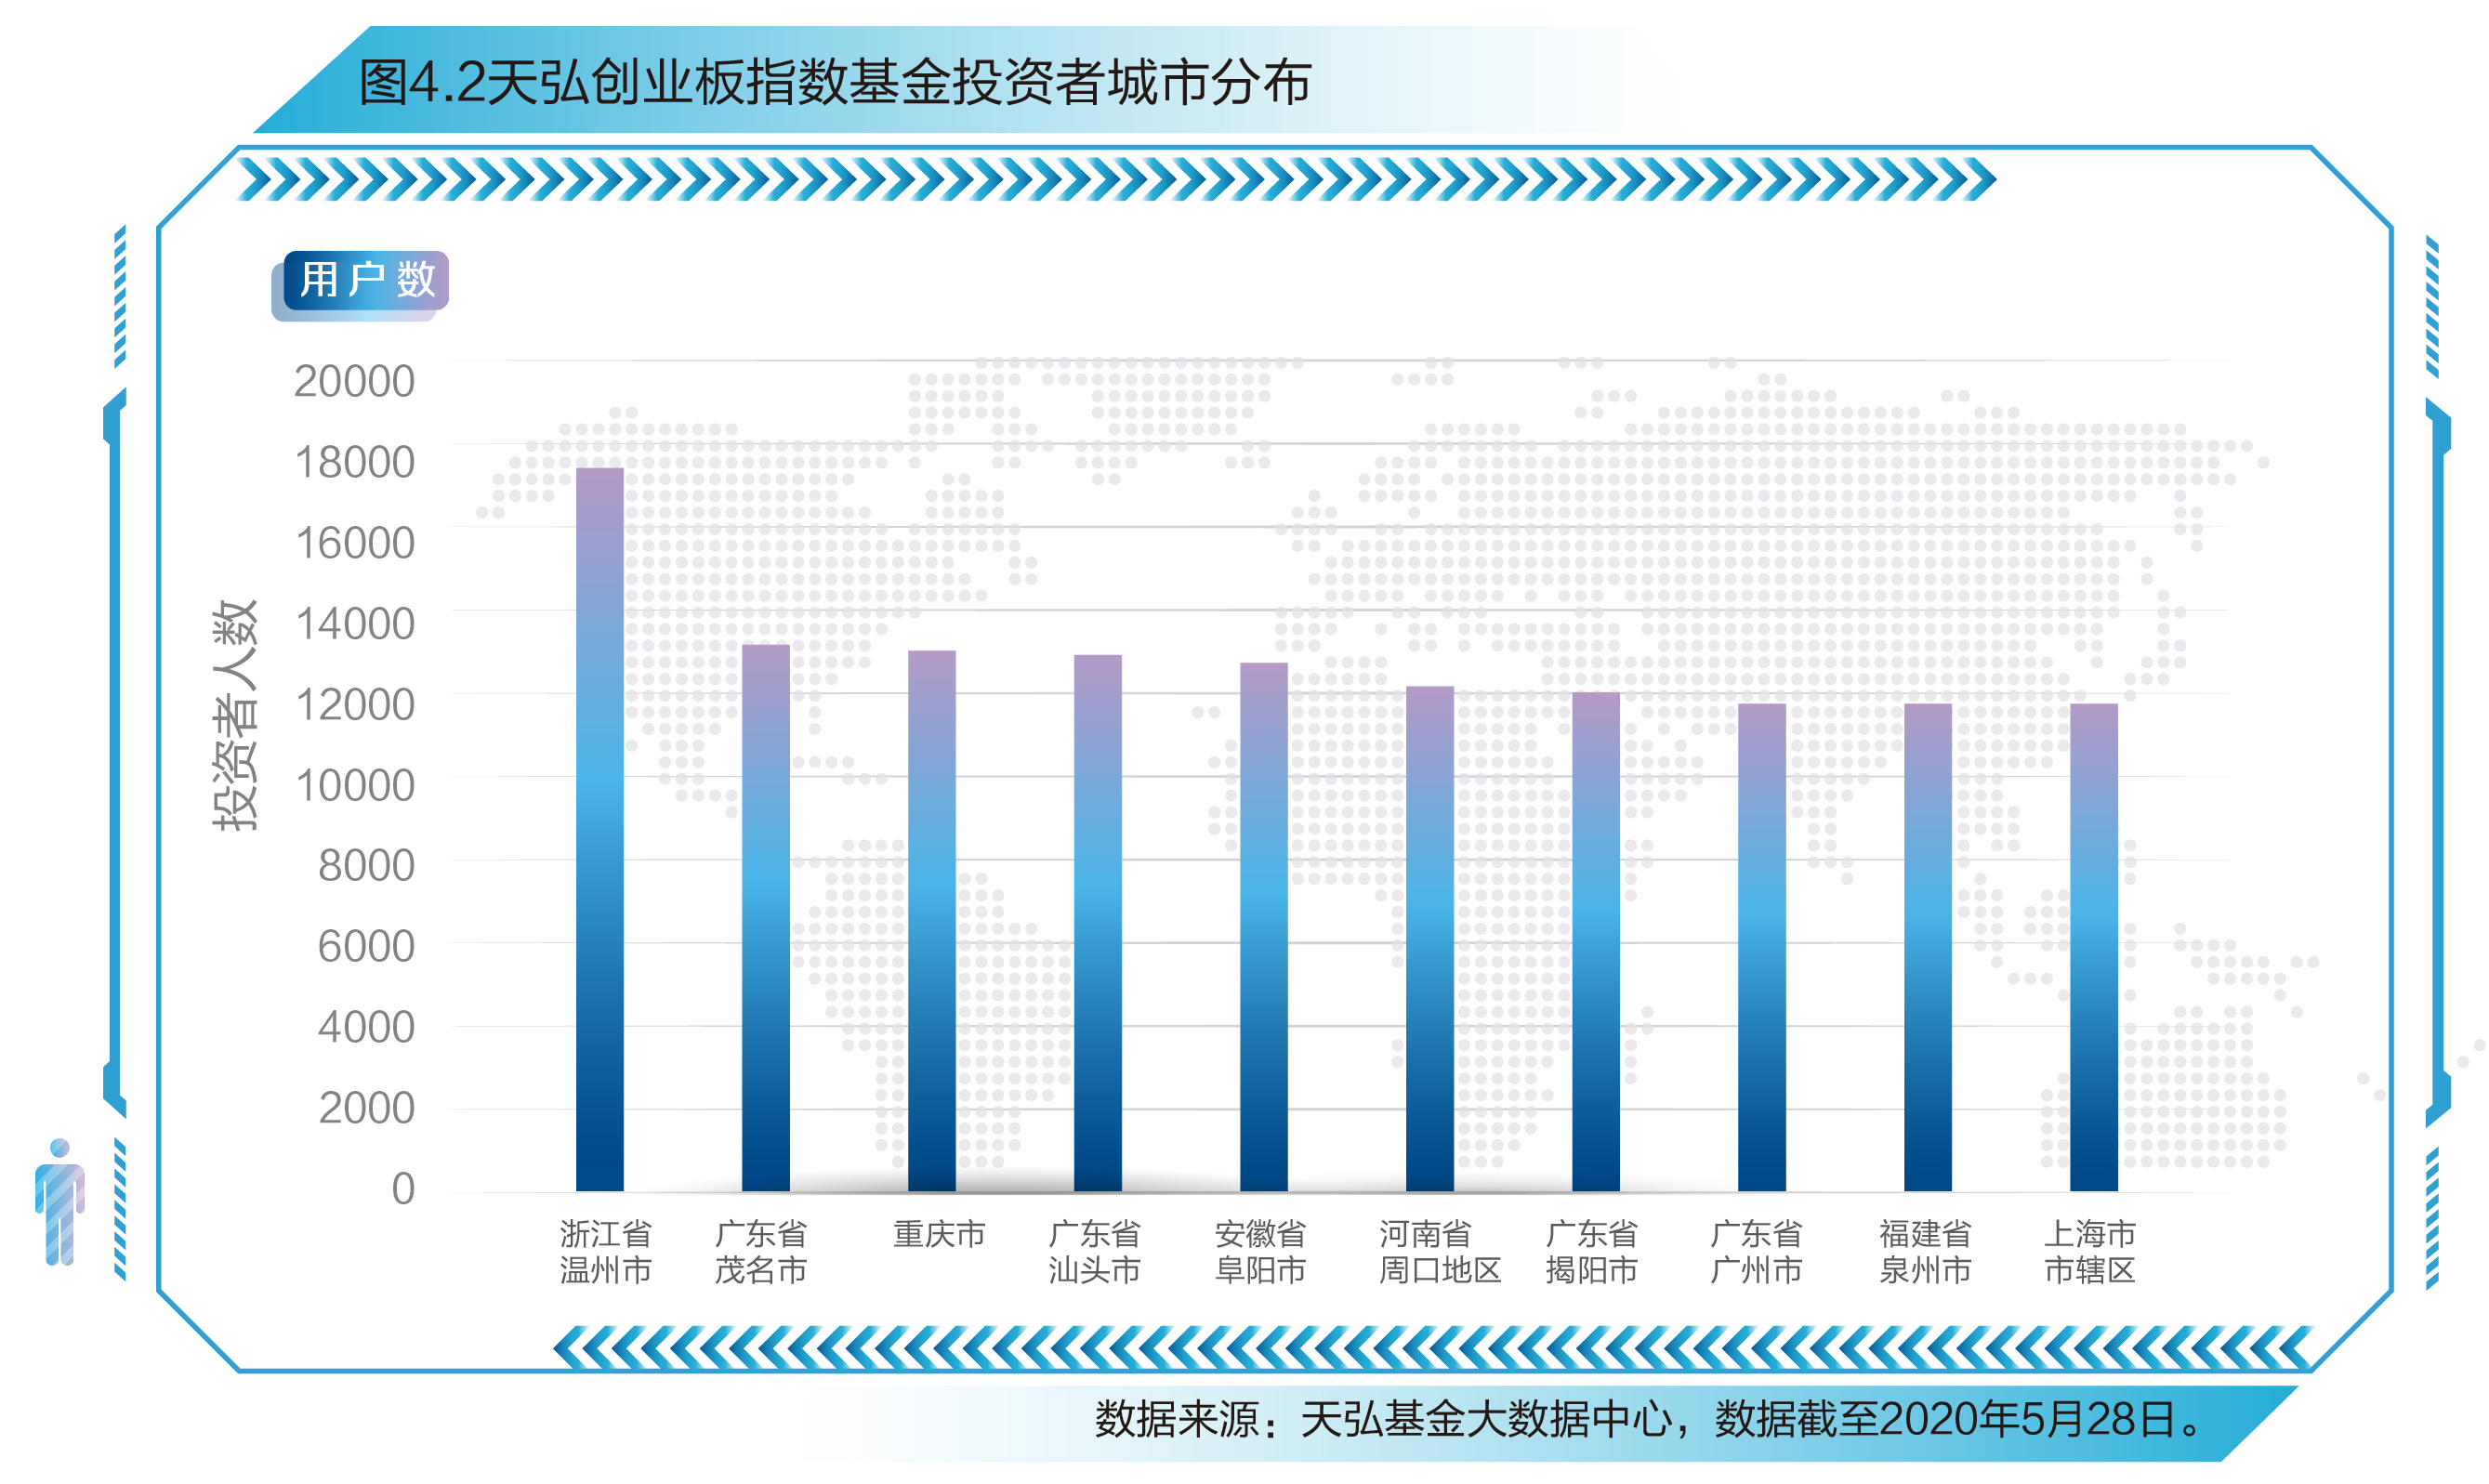 图4.2天弘创业板指数基金投资者城市分布
用户数
投资者人数
20000
18000
16000
14000
12000
10000
8000
6000
4000
2000
0
浙江省
温州市
广东省
茂名市
重庆市
广东省
汕头市
安徽省
阜阳市
河南省
周口地区
广东省
揭阳市
广东省
广州市
福建省
泉州市
上海市
市辖区
数据来源：天弘基金大数据中心，数据截至2020年5月28日。